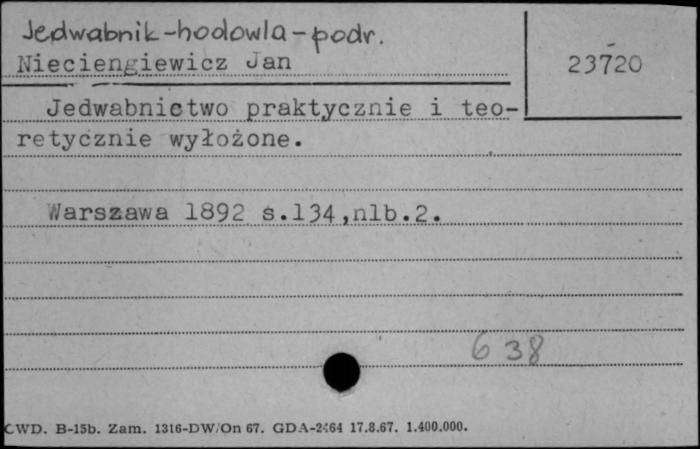 Jedwabnik-hodowla-podr.
Nieciengiewicz Jan
23720
Jedwabnictwo praktycznie i teo-
retycznie wyłożone.
Warszawa 1892 s.134,nlb.2.
638
CWD. B-15b. Zam. 1316-DW/On 67. GDA-2464 17.8.67. 1.400.000.